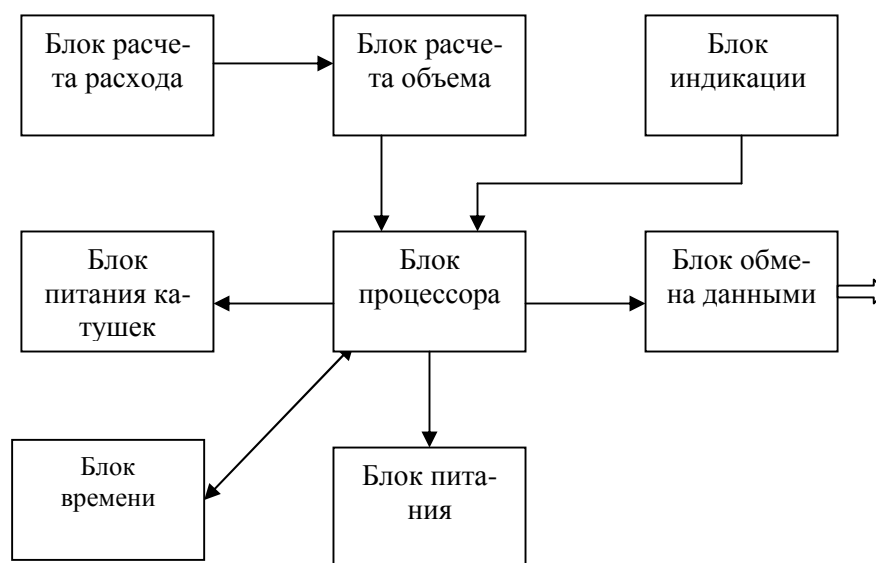 Блок расче-
та расхода
Блок расче-
та объема
Блок
индикации
Блок
питания ка-
тушек
Блок
процессора
Блок обме-
на данными
Блок
времени
Блок пита-
ния